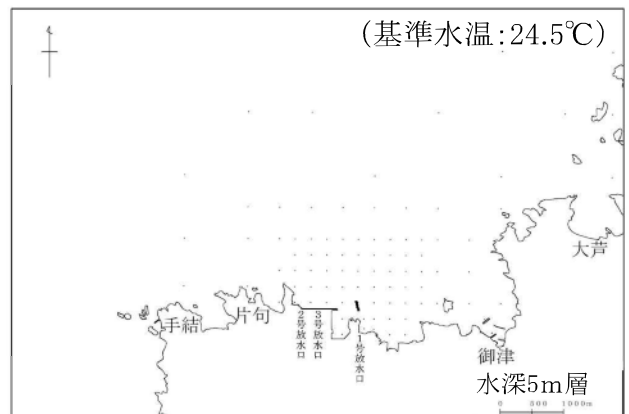 (基準水温:24.5℃)
大芦
手結
片句
2号放水口
3号放水口
1号放水口
御津
水深5m層
0 500 1000m